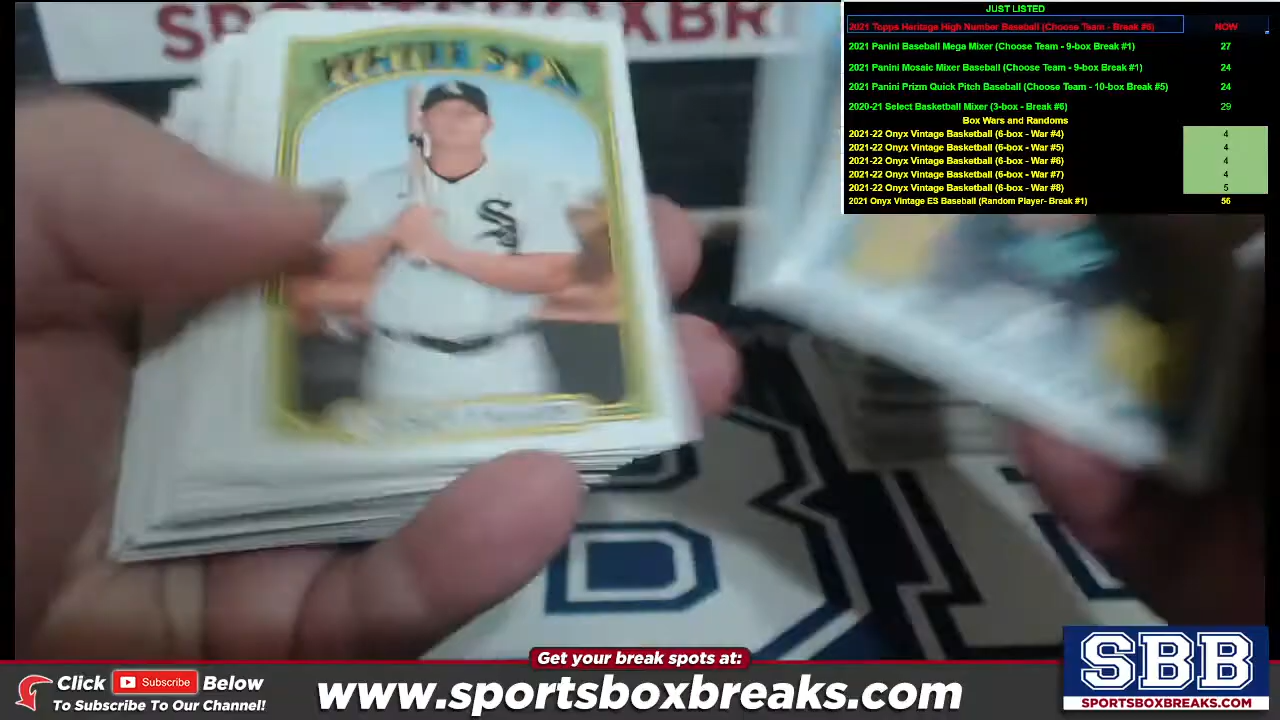 SPORTSBOXBR
JUST LISTED
2021 Topps Heritage High Number Baseball (Choose Team - Break #6) NOW
2021 Panini Baseball Mega Mixer (Choose Team - 9-box Break #1) 27
2021 Panini Mosaic Mixer Baseball (Choose Team - 9-box Break #1) 24
2021 Panini Prizm Quick Pitch Baseball (Choose Team - 10-box Break #5) 24
2020-21 Select Basketball Mixer (3-box - Break #6) 29
Box Wars and Randoms
2021-22 Onyx Vintage Basketball (6-box - War #4) 4
2021-22 Onyx Vintage Basketball (6-box - War #5) 4
2021-22 Onyx Vintage Basketball (6-box - War #6) 4
2021-22 Onyx Vintage Basketball (6-box - War #7) 4
2021-22 Onyx Vintage Basketball (6-box - War #8) 5
2021 Onyx Vintage ES Baseball (Random Player- Break #1) 56
WHITE SOX
SOX
Get your break spots at:
Click Subscribe Below
To Subscribe To Our Channel!
www.sportsboxbreaks.com
SBB
SPORTSBOXBREAKS.COM